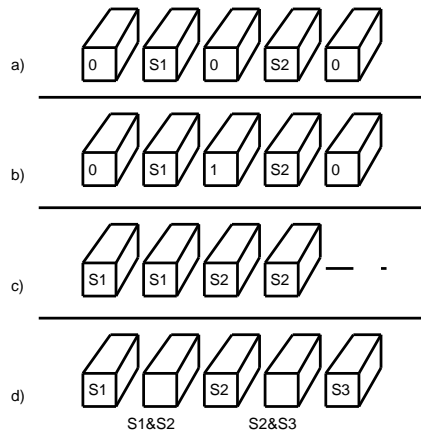 a) 0 S1 0 S2 0
b) 0 S1 1 S2 0
c) S1 S1 S2 S2
d) S1 S2 S3
S1&S2 S2&S3